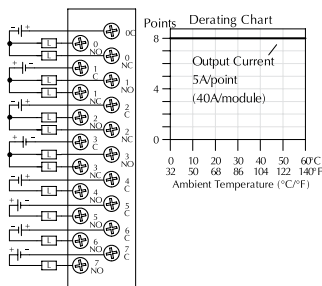 Points Derating Chart
8
4
0
Output Current
5A/point
(40A/module)
0 10 20 30 40 50 60°C
32 50 68 86 104 122 140°F
Ambient Temperature (°C/°F)
0C
L
0
NO
L
0
NC
1
C
L
1
NO
L
1
NC
2
C
L
2
NO
L
2
NC
3
C
L
3
NO
L
3
NC
4
C
L
4
NO
5
C
L
5
NO
6
C
L
6
NO
7
C
L
7
NO